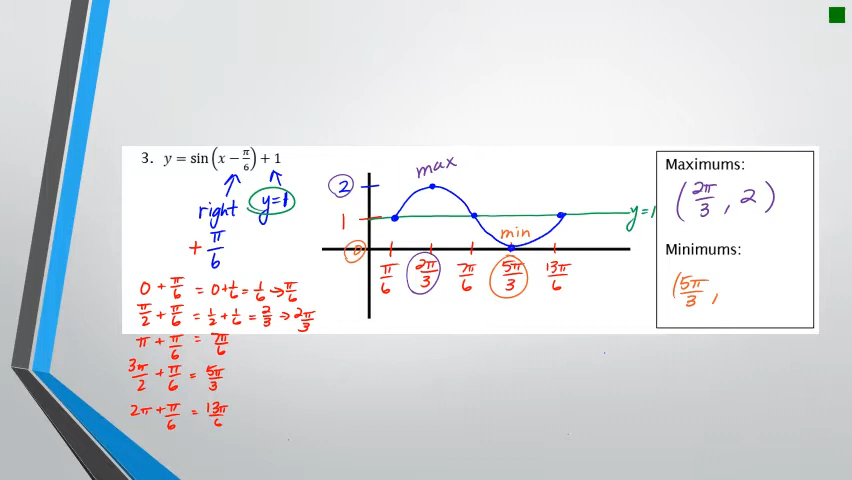 3. y = sin(x − π/6) + 1
right
y=1
+ π/6
0 + π/6 = 0 + 1/6 = 1/6 → π/6
π/2 + π/6 = 1/2 + 1/6 = 2/3 → 2π/3
π + π/6 = 7π/6
3π/2 + π/6 = 5π/3
2π + π/6 = 13π/6
max
2
1
y=1
min
0
π/6 2π/3 7π/6 5π/3 13π/6
Maximums:
(2π/3, 2)
Minimums:
(5π/3,